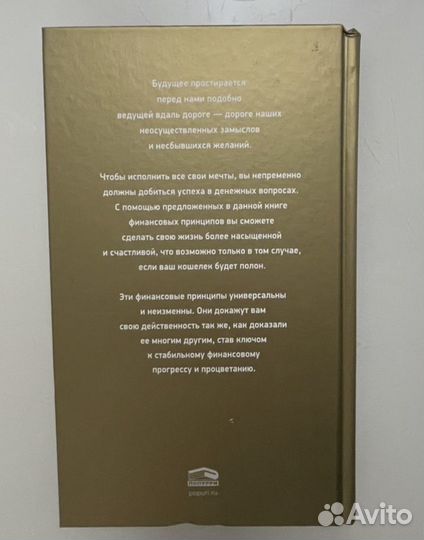 Будущее простирается
перед нами подобно
ведущей вдаль дороге — дороге наших
неосуществленных замыслов
и несбывшихся желаний.
Чтобы исполнить все свои мечты, вы непременно
должны добиться успеха в денежных вопросах.
С помощью предложенных в данной книге
финансовых принципов вы сможете
сделать свою жизнь более насыщенной
и счастливой, что возможно только в том случае,
если ваш кошелек будет полон.
Эти финансовые принципы универсальны
и неизменны. Они докажут вам
свою действенность так же, как доказали
ее многим другим, став ключом
к стабильному финансовому
прогрессу и процветанию.
ПОПУРРИ
popuri.ru
Avito